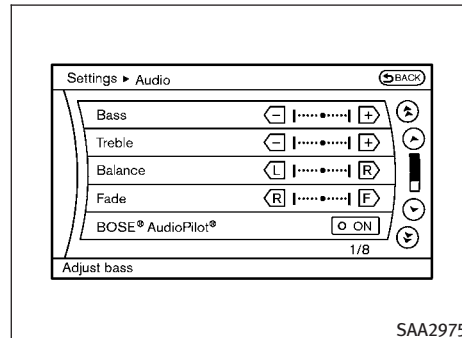 Settings ▸ Audio BACK
Bass − +
Treble − +
Balance L R
Fade R F
BOSE® AudioPilot® ON
1/8
Adjust bass
SAA2975